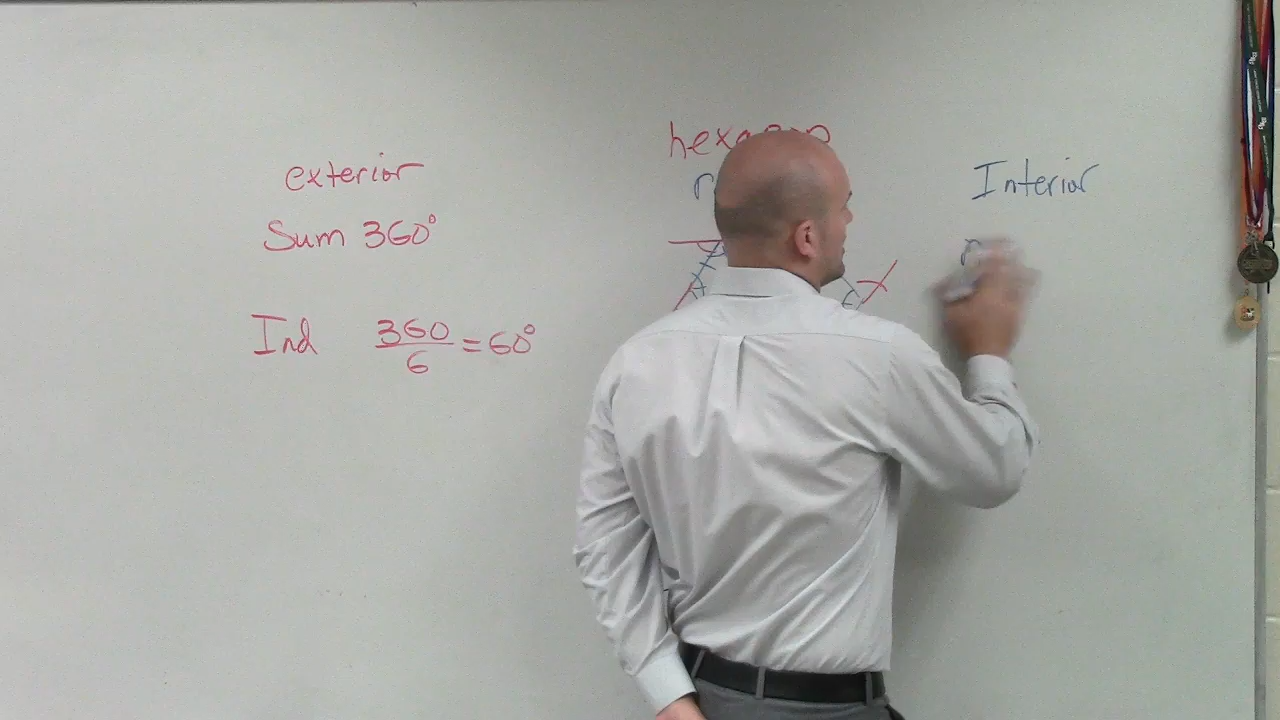 exterior
Sum 360°
Ind 360/6 = 60°
Interior